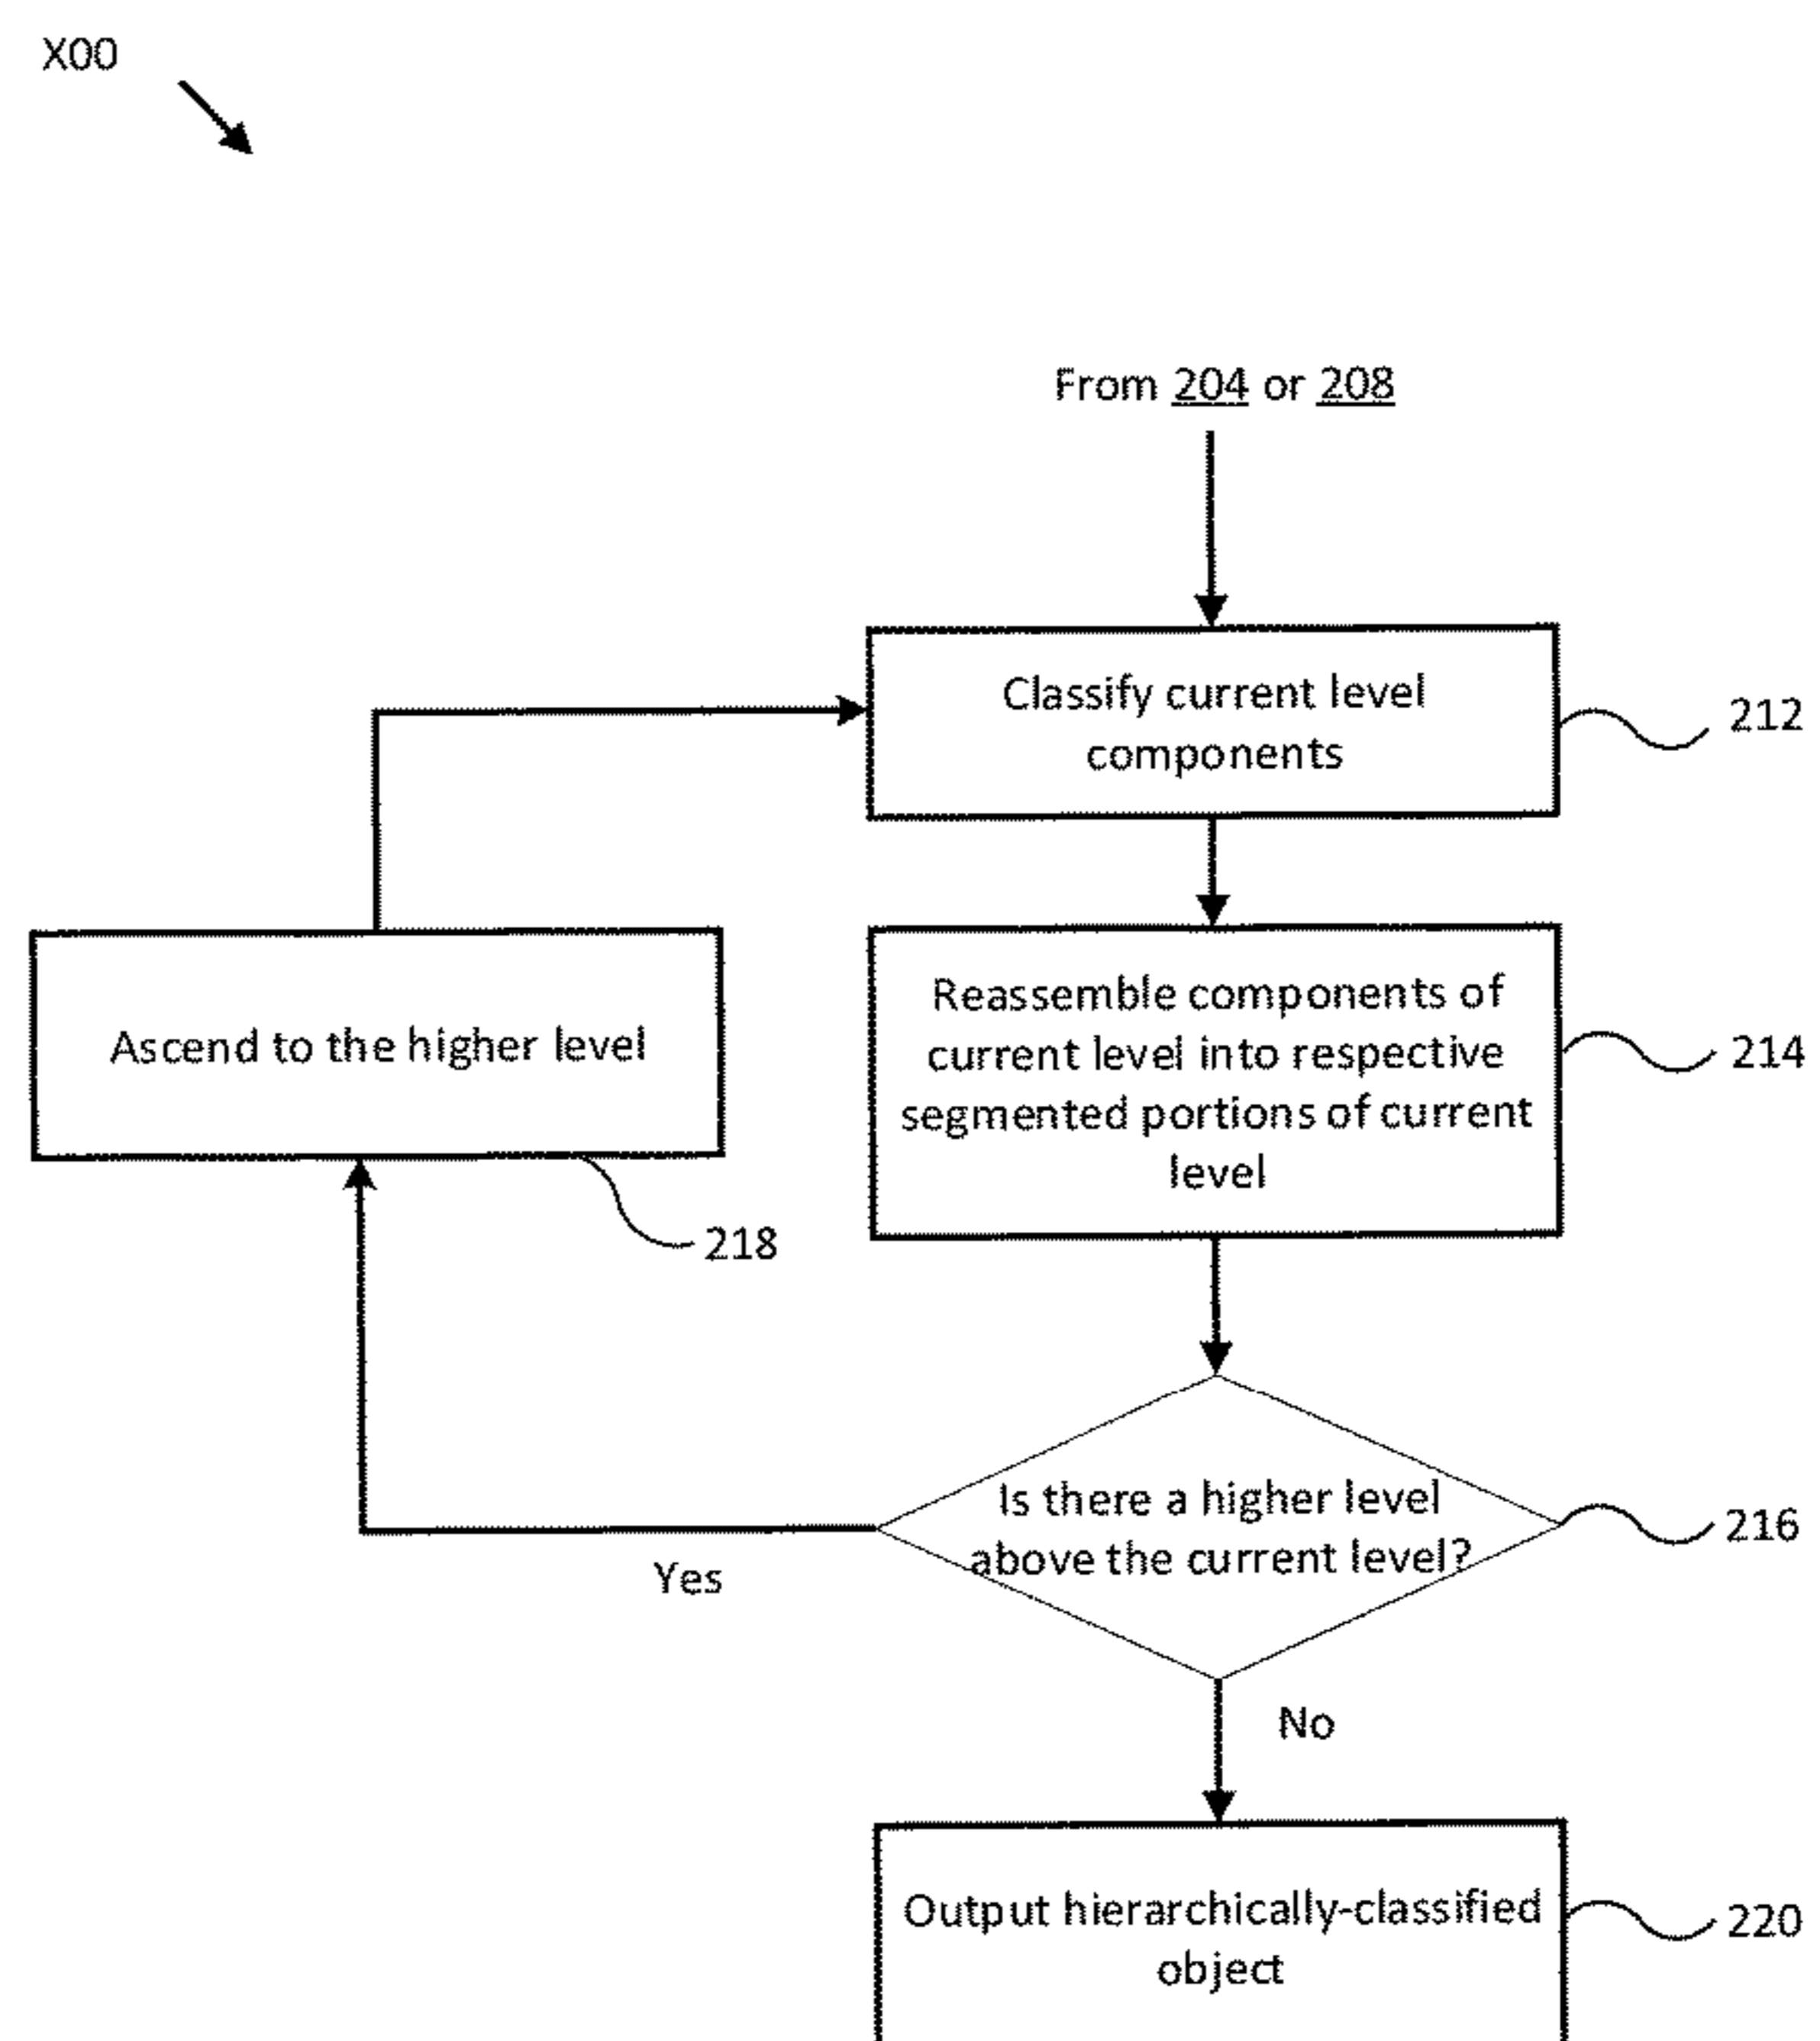 X00
From 204 or 208
Classify current level
components
212
Reassemble components of
current level into respective
segmented portions of current
level
214
Ascend to the higher level
218
Is there a higher level
above the current level?
216
Yes
No
Output hierarchically-classified
object
220